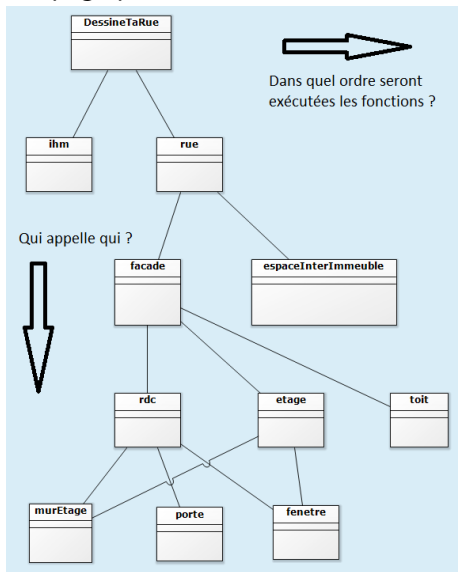 DessineTaRue
Dans quel ordre seront
exécutées les fonctions ?
ihm
rue
Qui appelle qui ?
facade
espaceInterImmeuble
rdc
etage
toit
murEtage
porte
fenetre